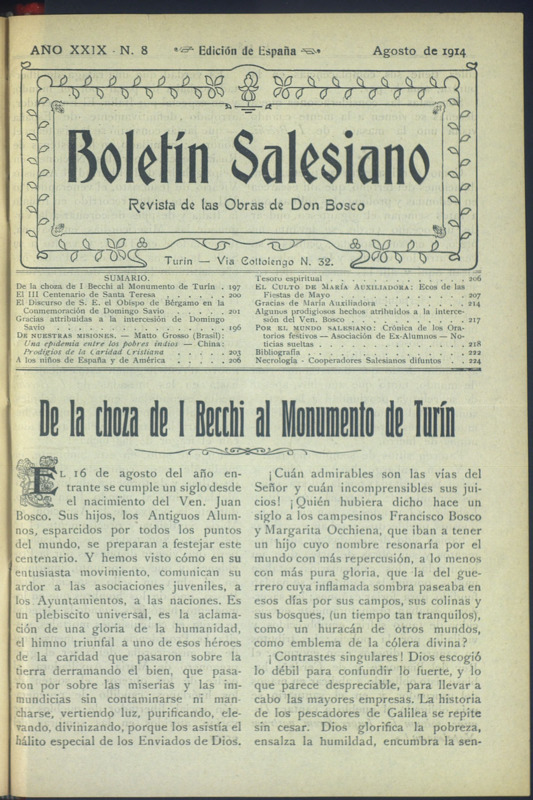 AÑO XXIX - N. 8 Edición de España Agosto de 1914
Boletín Salesiano
Revista de las Obras de Don Bosco
Turín — Via Cottolengo N. 32.
SUMARIO.
De la choza de I Becchi al Monumento de Turín . 197
El III Centenario de Santa Teresa . . . 200
El Discurso de S. E. el Obispo de Bérgamo en la
Conmemoración de Domingo Savio . . . 201
Gracias atribuidas a la intercesión de Domingo
Savio . . . 196
DE NUESTRAS MISIONES. — Matto Grosso (Brasil):
Una epidemia entre los pobres indios — China:
Prodigios de la Caridad Cristiana . . . 203
A los niños de España y de América . . . 206
Tesoro espiritual . . . 206
EL CULTO DE MARÍA AUXILIADORA: Ecos de las
Fiestas de Mayo . . . 207
Gracias de María Auxiliadora . . . 214
Algunos prodigiosos hechos atribuidos a la interce-
sión del Ven. Bosco . . . 217
POR EL MUNDO SALESIANO: Crónica de los Ora-
torios festivos — Asociación de Ex-Alumnos — No-
ticias sueltas . . . 218
Bibliografía . . . 222
Necrología - Cooperadores Salesianos difuntos . . 224
De la choza de I Becchi al Monumento de Turín
EL 16 de agosto del año en-
trante se cumple un siglo desde
el nacimiento del Ven. Juan
Bosco. Sus hijos, los Antiguos Alum-
nos, esparcidos por todos los puntos
del mundo, se preparan a festejar este
centenario. Y hemos visto cómo en su
entusiasta movimiento, comunican su
ardor a las asociaciones juveniles, a
los Ayuntamientos, a las naciones. Es
un plebiscito universal, es la aclama-
ción de una gloria de la humanidad,
el himno triunfal a uno de esos héroes
de la caridad que pasaron sobre la
tierra derramando el bien, que pasa-
ron por sobre las miserias y las im-
mundicias sin contaminarse ni man-
charse, vertiendo luz, purificando, ele-
vando, divinizando, porque los asistía el
hálito especial de los Enviados de Dios.
¡Cuán admirables son las vías del
Señor y cuán incomprensibles sus jui-
cios! ¡Quién hubiera dicho hace un
siglo a los campesinos Francisco Bosco
y Margarita Occhiena, que iban a tener
un hijo cuyo nombre resonaría por el
mundo con más repercusión, a lo menos
con más pura gloria, que la del gue-
rrero cuya inflamada sombra paseaba en
esos días por sus campos, sus colinas y
sus bosques, (un tiempo tan tranquilos),
como un huracán de otros mundos,
como emblema de la cólera divina?
¡Contrastes singulares! Dios escogió
lo débil para confundir lo fuerte, y lo
que parece despreciable, para llevar a
cabo las mayores empresas. La historia
de los pescadores de Galilea se repite
sin cesar. Dios glorifica la pobreza,
ensalza la humildad, encumbra la sen-